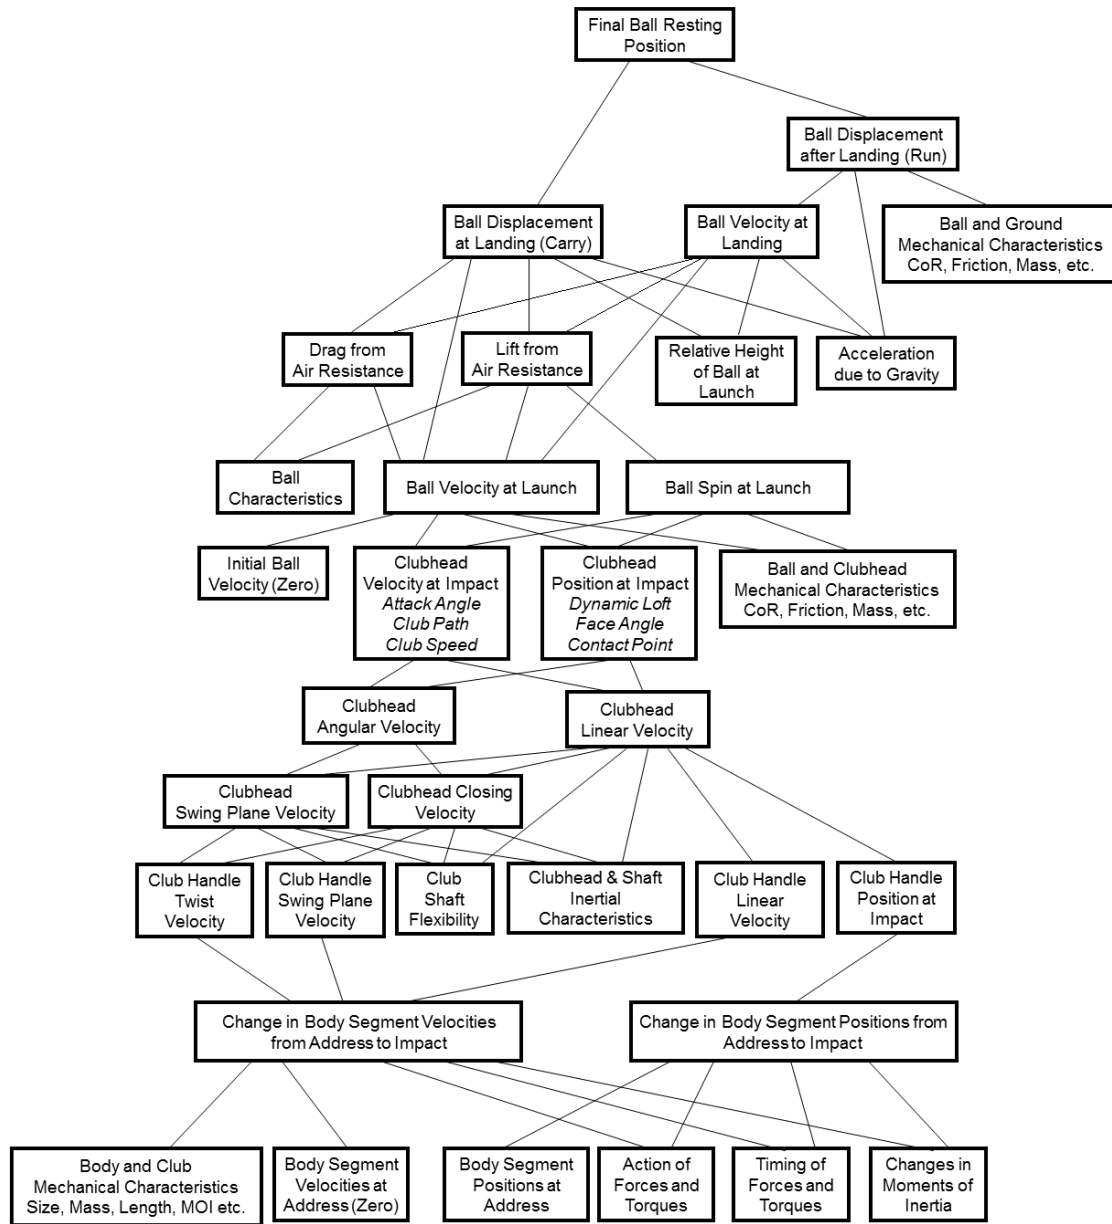 Final Ball Resting
Position
Ball Displacement
after Landing (Run)
Ball Displacement
at Landing (Carry)
Ball Velocity at
Landing
Ball and Ground
Mechanical Characteristics
CoR, Friction, Mass, etc.
Drag from
Air Resistance
Lift from
Air Resistance
Relative Height
of Ball at
Launch
Acceleration
due to Gravity
Ball
Characteristics
Ball Velocity at Launch
Ball Spin at Launch
Initial Ball
Velocity (Zero)
Clubhead
Velocity at Impact
Attack Angle
Club Path
Club Speed
Clubhead
Position at Impact
Dynamic Loft
Face Angle
Contact Point
Ball and Clubhead
Mechanical Characteristics
CoR, Friction, Mass, etc.
Clubhead
Angular Velocity
Clubhead
Linear Velocity
Clubhead
Swing Plane Velocity
Clubhead Closing
Velocity
Club Handle
Twist
Velocity
Club Handle
Swing Plane
Velocity
Club
Shaft
Flexibility
Clubhead & Shaft
Inertial
Characteristics
Club Handle
Linear
Velocity
Club Handle
Position at
Impact
Change in Body Segment Velocities
from Address to Impact
Change in Body Segment Positions from
Address to Impact
Body and Club
Mechanical Characteristics
Size, Mass, Length, MOI etc.
Body Segment
Velocities at
Address (Zero)
Body Segment
Positions at
Address
Action of
Forces and
Torques
Timing of
Forces and
Torques
Changes in
Moments of
Inertia